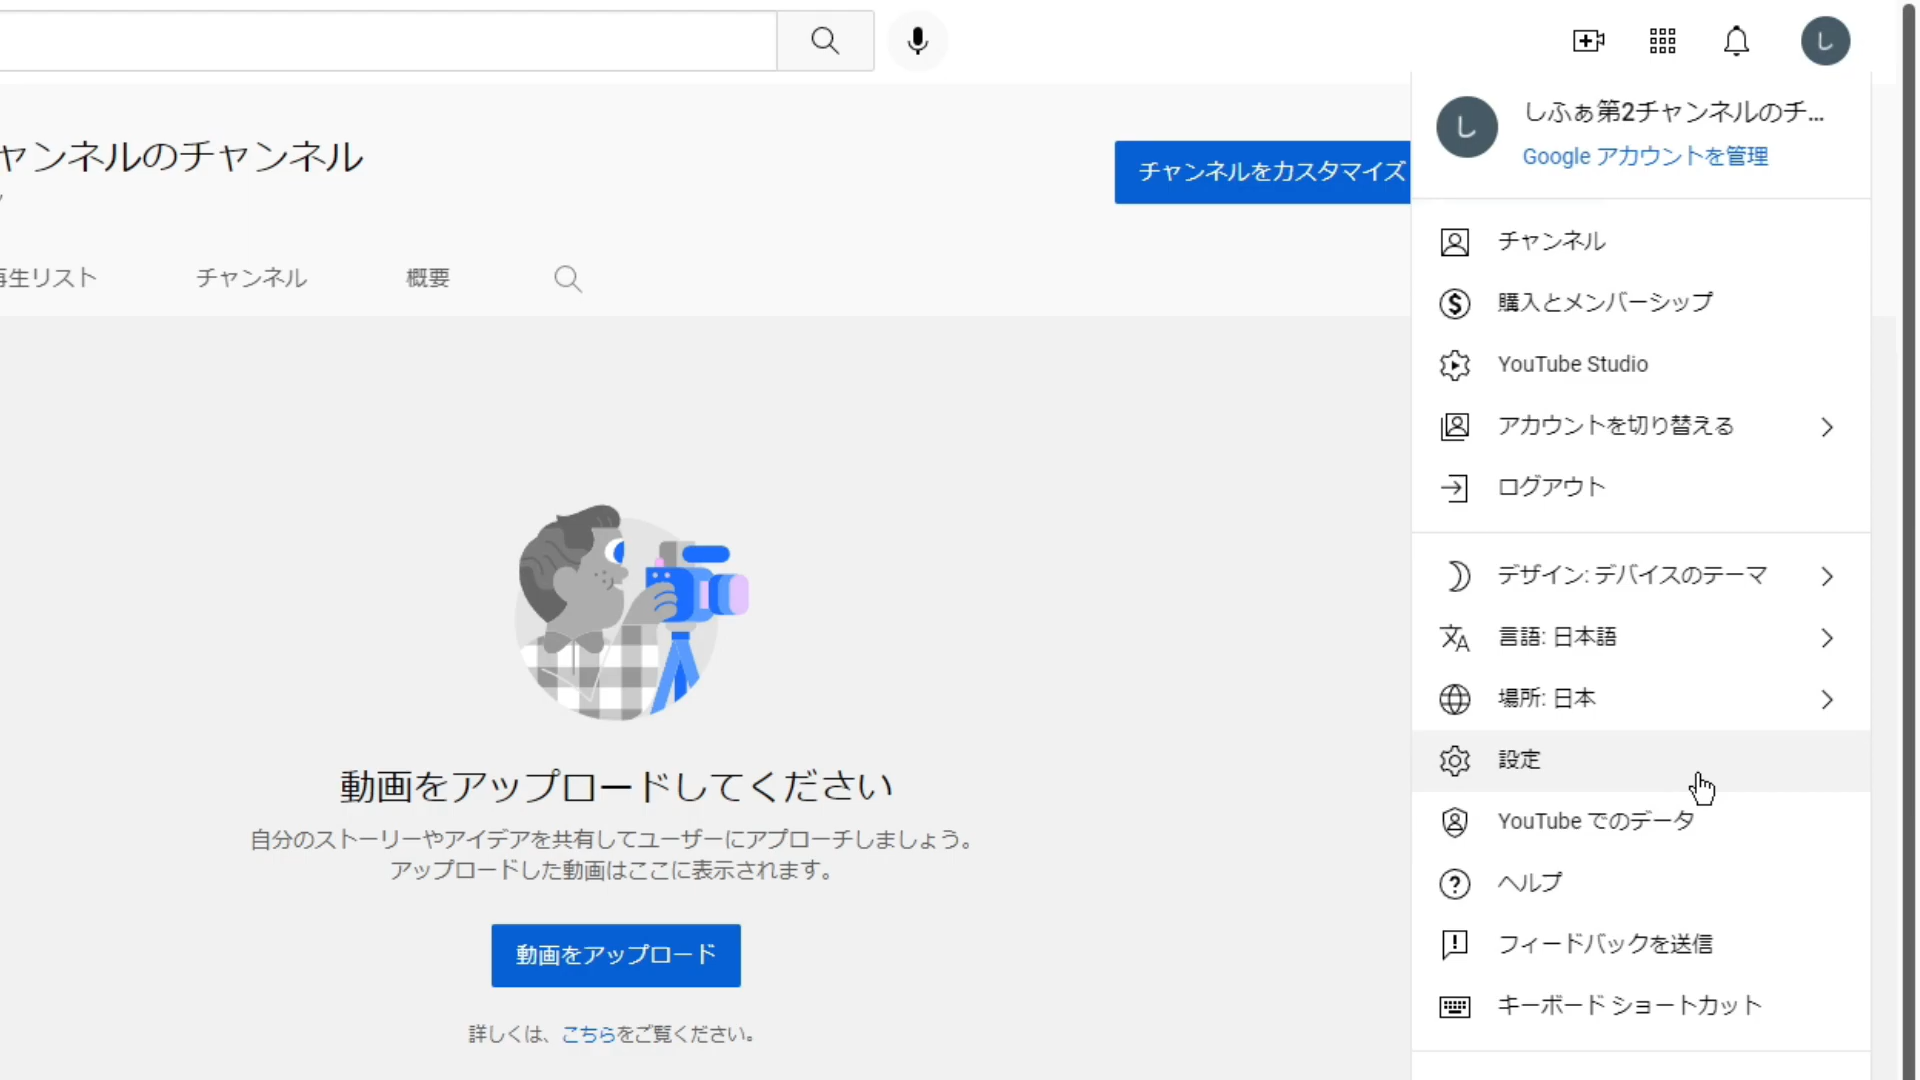 し
しふぁ第2チャンネルのチ...
Google アカウントを管理
ャンネルのチャンネル
チャンネルをカスタマイズ
再生リスト
チャンネル
概要
チャンネル
購入とメンバーシップ
YouTube Studio
アカウントを切り替える
ログアウト
デザイン: デバイスのテーマ
言語: 日本語
場所: 日本
設定
YouTube でのデータ
ヘルプ
フィードバックを送信
キーボード ショートカット
動画をアップロードしてください
自分のストーリーやアイデアを共有してユーザーにアプローチしましょう。
アップロードした動画はここに表示されます。
動画をアップロード
詳しくは、こちらをご覧ください。
し